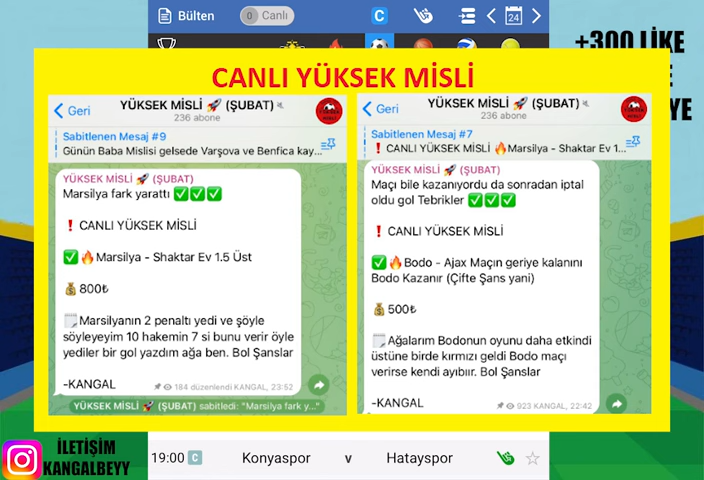 Bülten
0 Canlı
C
24
+300 LİKE
E
YE
CANLI YÜKSEK MİSLİ
Geri
YÜKSEK MİSLİ 🚀 (ŞUBAT)
236 abone
Sabitlenen Mesaj #9
Günün Baba Mislisi gelsede Varşova ve Benfica kay...
YÜKSEK MİSLİ 🚀 (ŞUBAT)
Marsilya fark yarattı ✅✅✅
❗ CANLI YÜKSEK MİSLİ
✅🔥Marsilya - Shaktar Ev 1.5 Üst
💰800₺
🗒️Marsilyanın 2 penaltı yedi ve şöyle
söyleyeyim 10 hakemin 7 si bunu verir öyle
yediler bir gol yazdım ağa ben. Bol Şanslar
-KANGAL
184 düzenlendi KANGAL, 23:52
YÜKSEK MİSLİ 🚀 (ŞUBAT) sabitledi: "Marsilya fark y..."
Geri
YÜKSEK MİSLİ 🚀 (ŞUBAT)
236 abone
Sabitlenen Mesaj #7
❗ CANLI YÜKSEK MİSLİ 🔥Marsilya - Shaktar Ev 1...
YÜKSEK MİSLİ 🚀 (ŞUBAT)
Maçı bile kazanıyordu da sonradan iptal
oldu gol Tebrikler ✅✅✅
❗ CANLI YÜKSEK MİSLİ
✅🔥Bodo - Ajax Maçın geriye kalanını
Bodo Kazanır (Çifte Şans yani)
💰500₺
🗒️Ağalarım Bodonun oyunu daha etkindi
üstüne birde kırmızı geldi Bodo maçı
verirse kendi ayıbıır. Bol Şanslar
-KANGAL
923 KANGAL, 22:42
İLETİŞİM
KANGALBEYY
19:00 C Konyaspor v Hatayspor